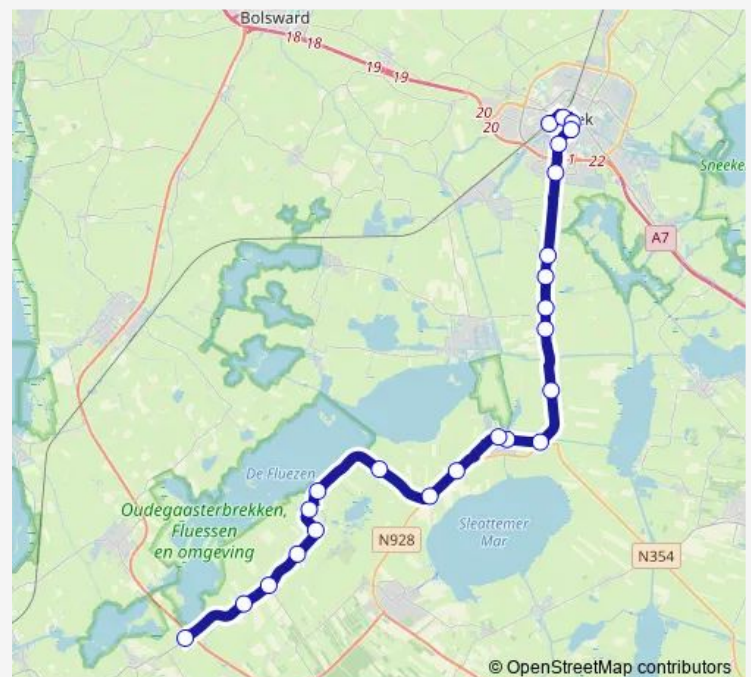 Bolsward
18 18
19 19
20
20
ek
1 22
Sneeke
A7
De Fluezen
Oudegaasterbrekken,
Fluessen
en omgeving
Sleattemer
Mar
N928
N354
© OpenStreetMap contributors